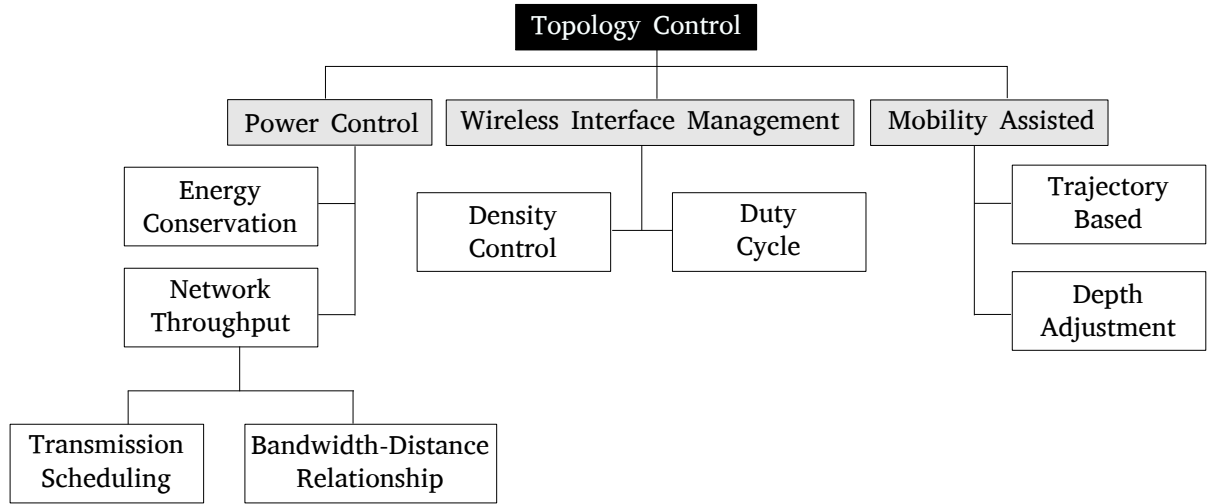 Topology Control
Power Control
Wireless Interface Management
Mobility Assisted
Energy
Conservation
Network
Throughput
Transmission
Scheduling
Bandwidth-Distance
Relationship
Density
Control
Duty
Cycle
Trajectory
Based
Depth
Adjustment